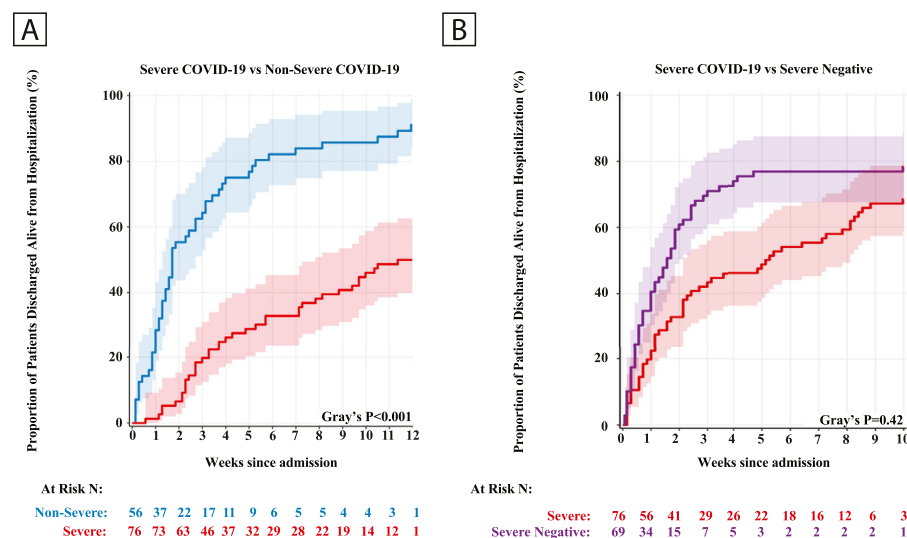 A
Severe COVID-19 vs Non-Severe COVID-19
Proportion of Patients Discharged Alive from Hospitalization (%)
100
80
60
40
20
0
Gray's P<0.001
0 1 2 3 4 5 6 7 8 9 10 11 12
Weeks since admission
At Risk N:
Non-Severe: 56 37 22 17 11 9 6 5 5 4 4 3 1
Severe: 76 73 63 46 37 32 29 28 22 19 14 12 1
B
Severe COVID-19 vs Severe Negative
Proportion of Patients Discharged Alive from Hospitalization (%)
100
80
60
40
20
0
Gray's P=0.42
0 1 2 3 4 5 6 7 8 9 10
Weeks since admission
At Risk N:
Severe: 76 56 41 29 26 22 18 16 12 6 3
Severe Negative: 69 34 15 7 5 3 2 2 2 2 1